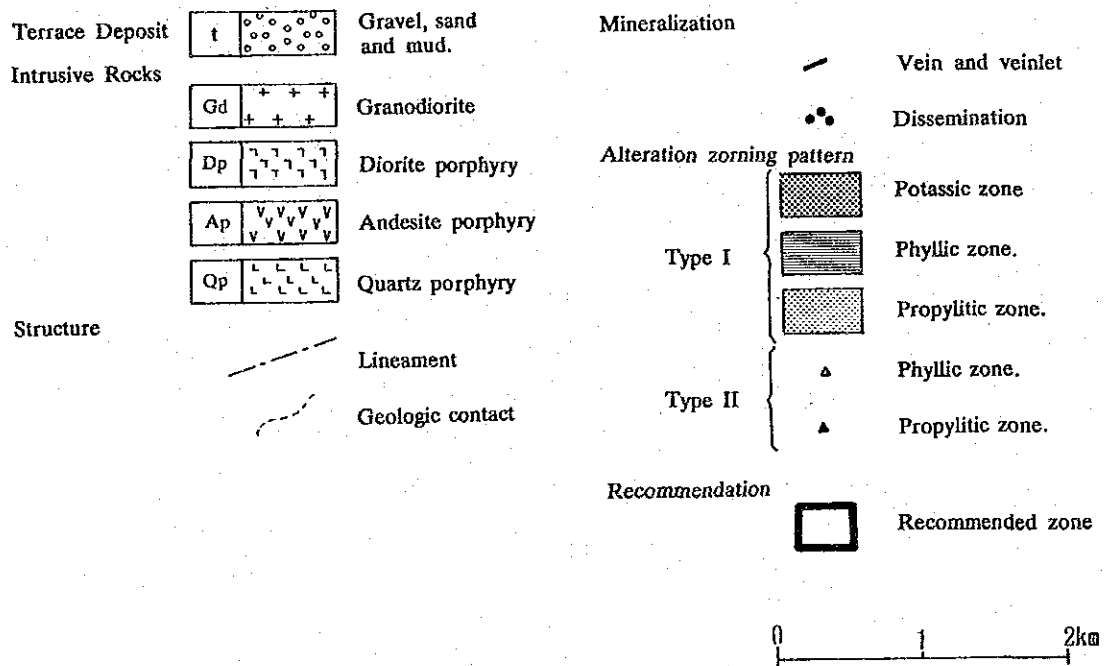 Terrace Deposit
t
Gravel, sand
and mud.
Intrusive Rocks
Gd
Granodiorite
Dp
Diorite porphyry
Ap
Andesite porphyry
Qp
Quartz porphyry
Structure
Lineament
Geologic contact
Mineralization
Vein and veinlet
Dissemination
Alteration zorning pattern
Type I
Potassic zone
Phyllic zone.
Propylitic zone.
Type II
Phyllic zone.
Propylitic zone.
Recommendation
Recommended zone
0 1 2km